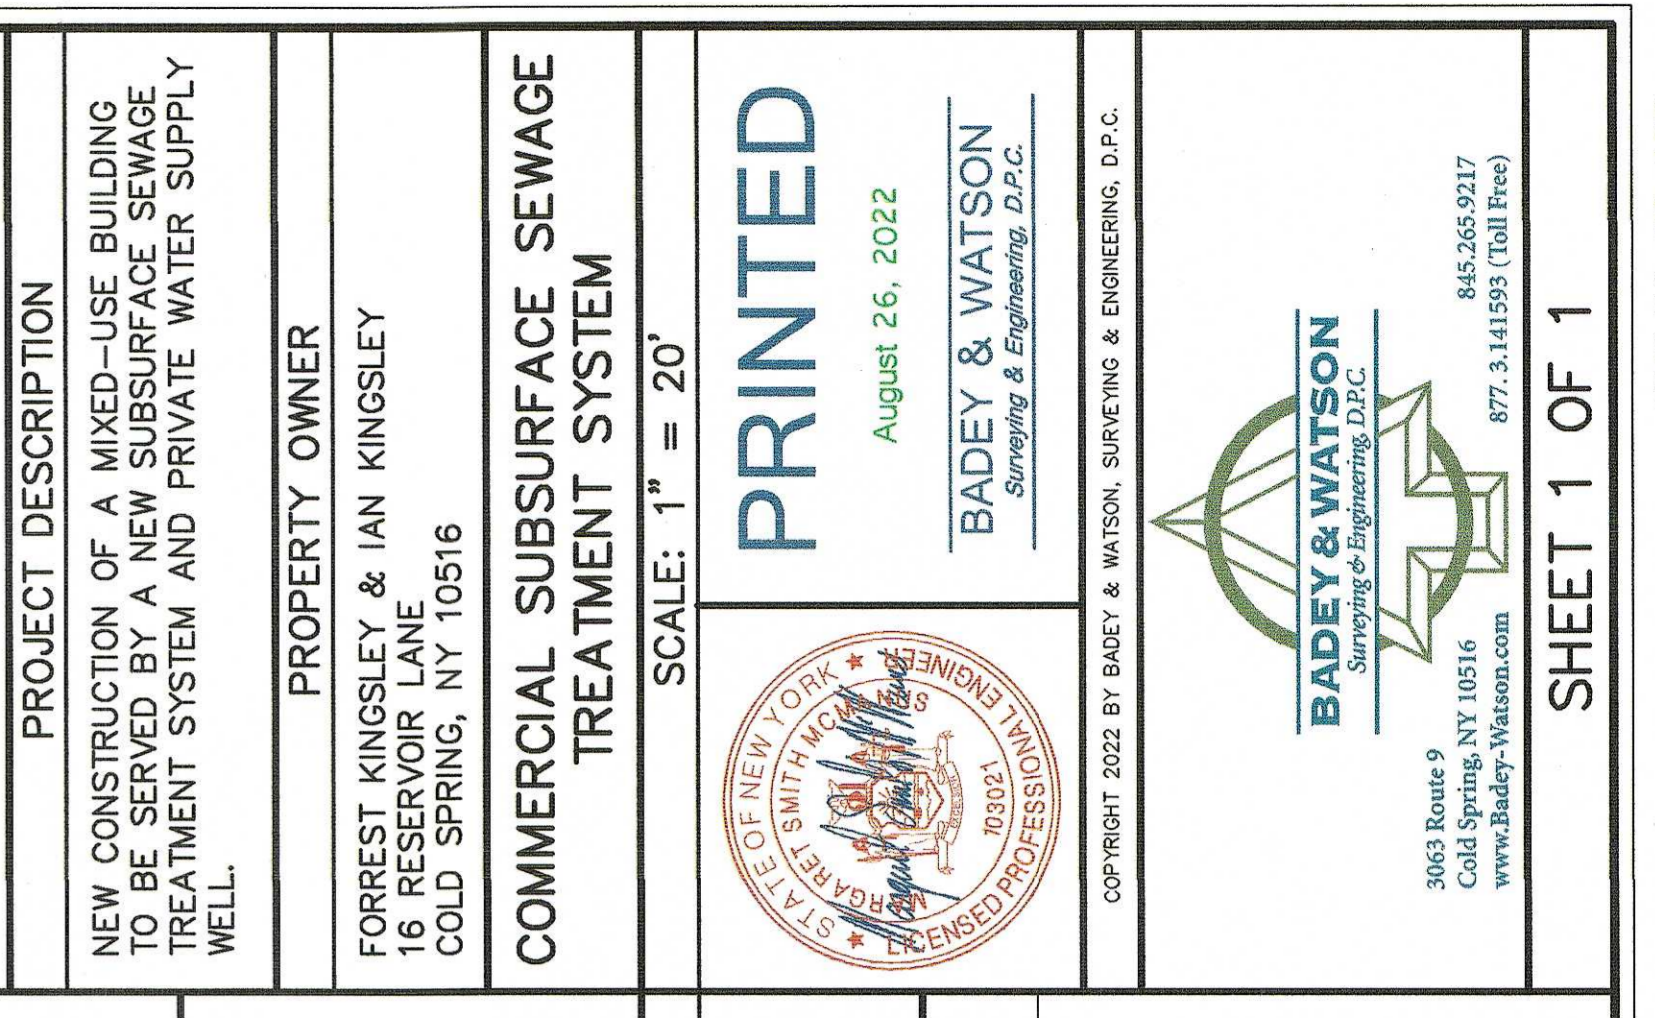 PROJECT DESCRIPTION
NEW CONSTRUCTION OF A MIXED-USE BUILDING
TO BE SERVED BY A NEW SUBSURFACE SEWAGE
TREATMENT SYSTEM AND PRIVATE WATER SUPPLY
WELL.
PROPERTY OWNER
FORREST KINGSLEY & IAN KINGSLEY
16 RESERVOIR LANE
COLD SPRING, NY 10516
COMMERCIAL SUBSURFACE SEWAGE
TREATMENT SYSTEM
SCALE: 1" = 20'
STATE OF NEW YORK
SMITH
103021
LICENSED PROFESSIONAL ENGINEER
PRINTED
August 26, 2022
BADEY & WATSON
Surveying & Engineering, D.P.C.
COPYRIGHT 2022 BY BADEY & WATSON, SURVEYING & ENGINEERING, D.P.C.
BADEY & WATSON
Surveying & Engineering, D.P.C.
3063 Route 9
Cold Spring, NY 10516
www.Badey-Watson.com
845.265.9217
877.3.141593 (Toll Free)
SHEET 1 OF 1